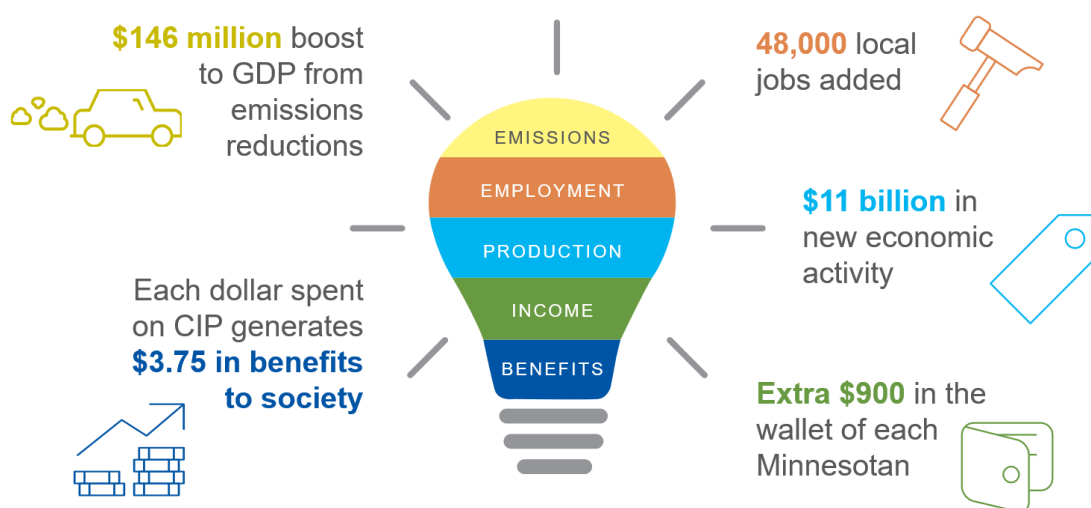 $146 million boost
to GDP from
emissions
reductions
Each dollar spent
on CIP generates
$3.75 in benefits
to society
EMISSIONS
EMPLOYMENT
PRODUCTION
INCOME
BENEFITS
48,000 local
jobs added
$11 billion in
new economic
activity
Extra $900 in the
wallet of each
Minnesotan